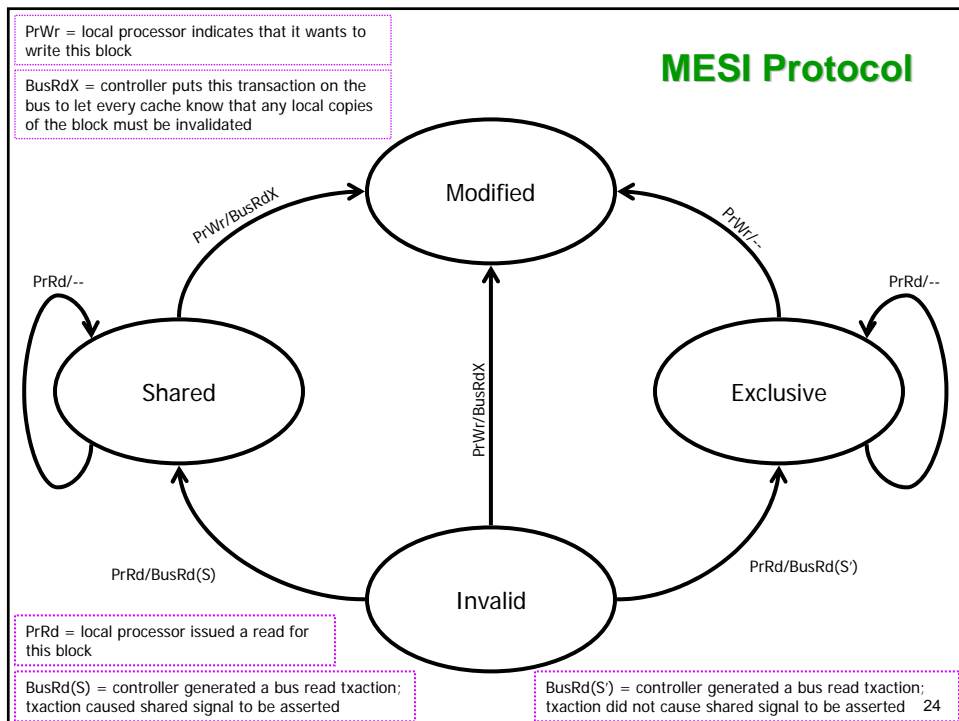 PrWr = local processor indicates that it wants to
write this block
MESI Protocol
BusRdX = controller puts this transaction on the
bus to let every cache know that any local copies
of the block must be invalidated
Modified
PrWr/BusRdX
PrWr/--
PrRd/--
PrRd/--
Shared
PrWr/BusRdX
Exclusive
PrRd/BusRd(S)
PrRd/BusRd(S')
Invalid
PrRd = local processor issued a read for
this block
BusRd(S) = controller generated a bus read txaction;
txaction caused shared signal to be asserted
BusRd(S') = controller generated a bus read txaction;
txaction did not cause shared signal to be asserted
24